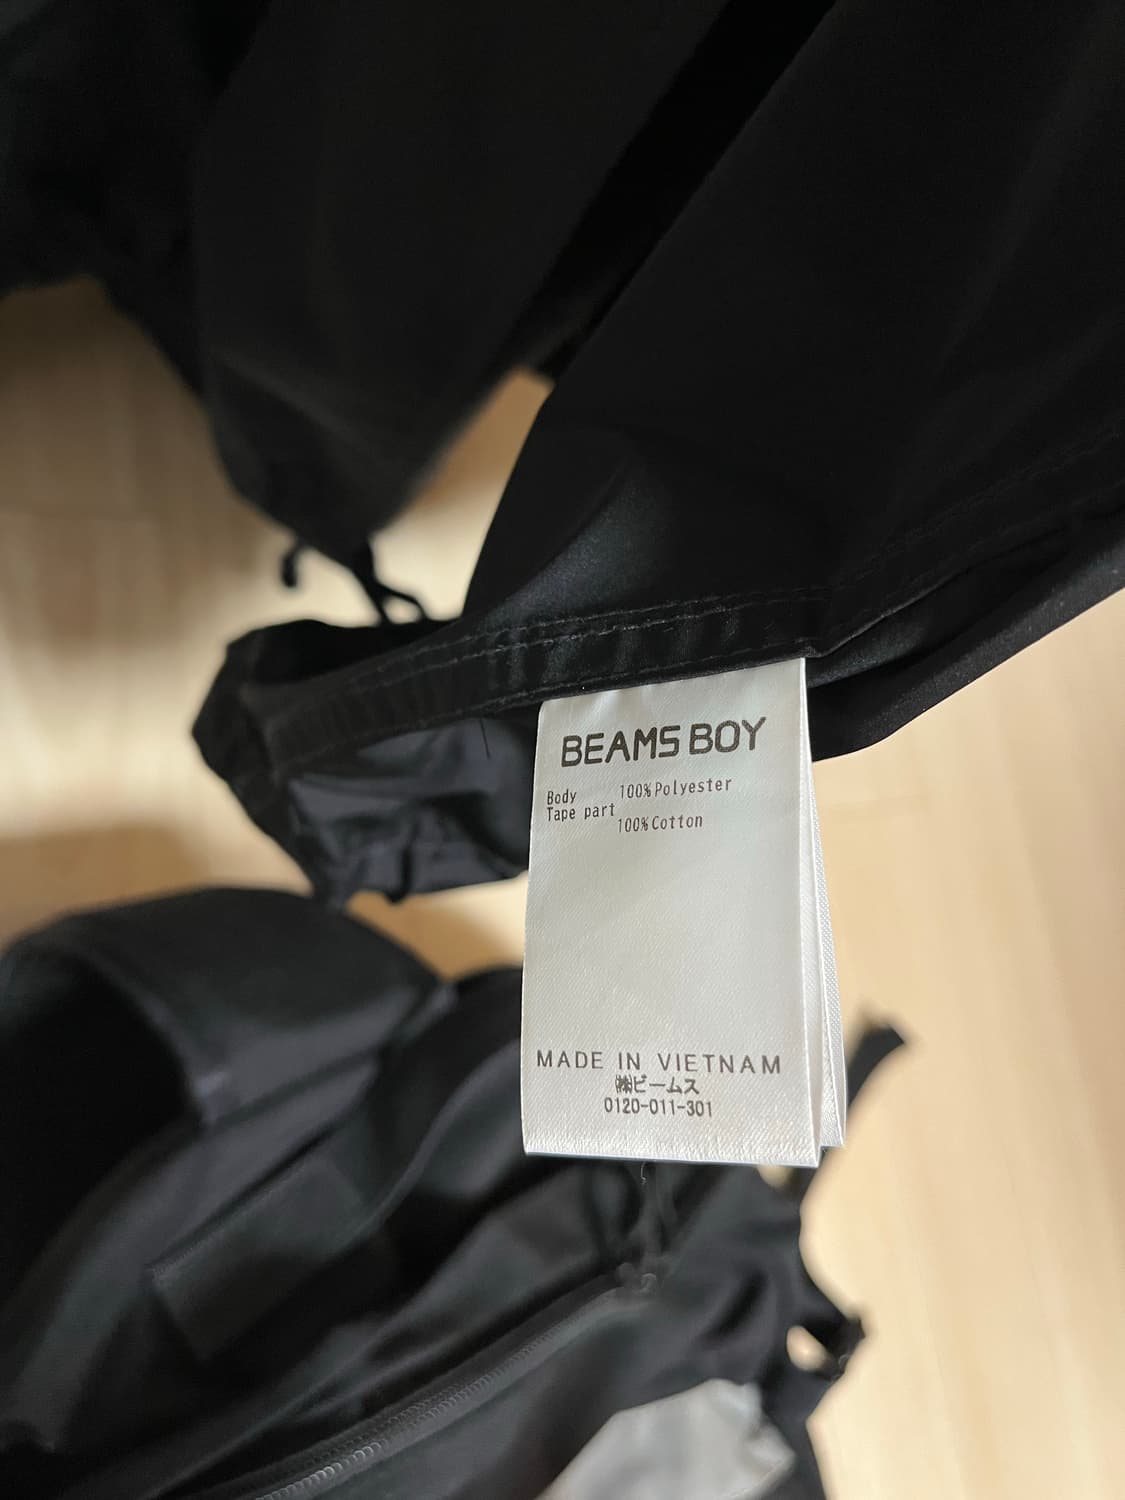 BEAMS BOY
Body 100%Polyester
Tape part
100%Cotton
MADE IN VIETNAM
㈱ビームス
0120-011-301